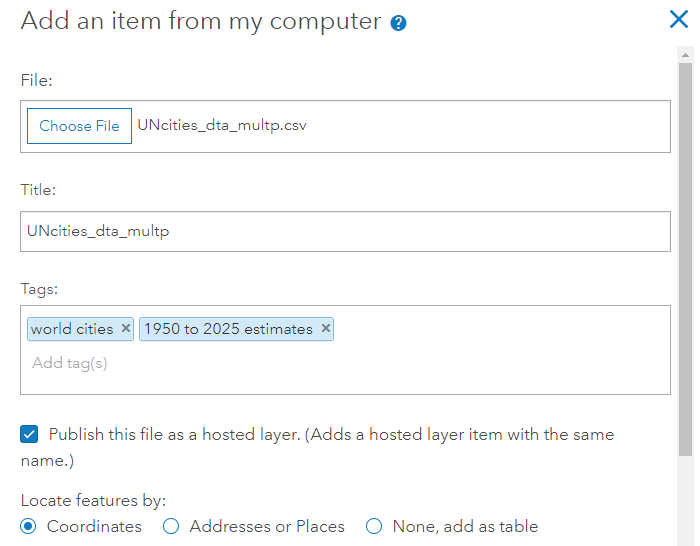 Add an item from my computer ?
File:
Choose File UNcities_dta_multp.csv
Title:
UNcities_dta_multp
Tags:
world cities × 1950 to 2025 estimates ×
Add tag(s)
Publish this file as a hosted layer. (Adds a hosted layer item with the same
name.)
Locate features by:
Coordinates Addresses or Places None, add as table